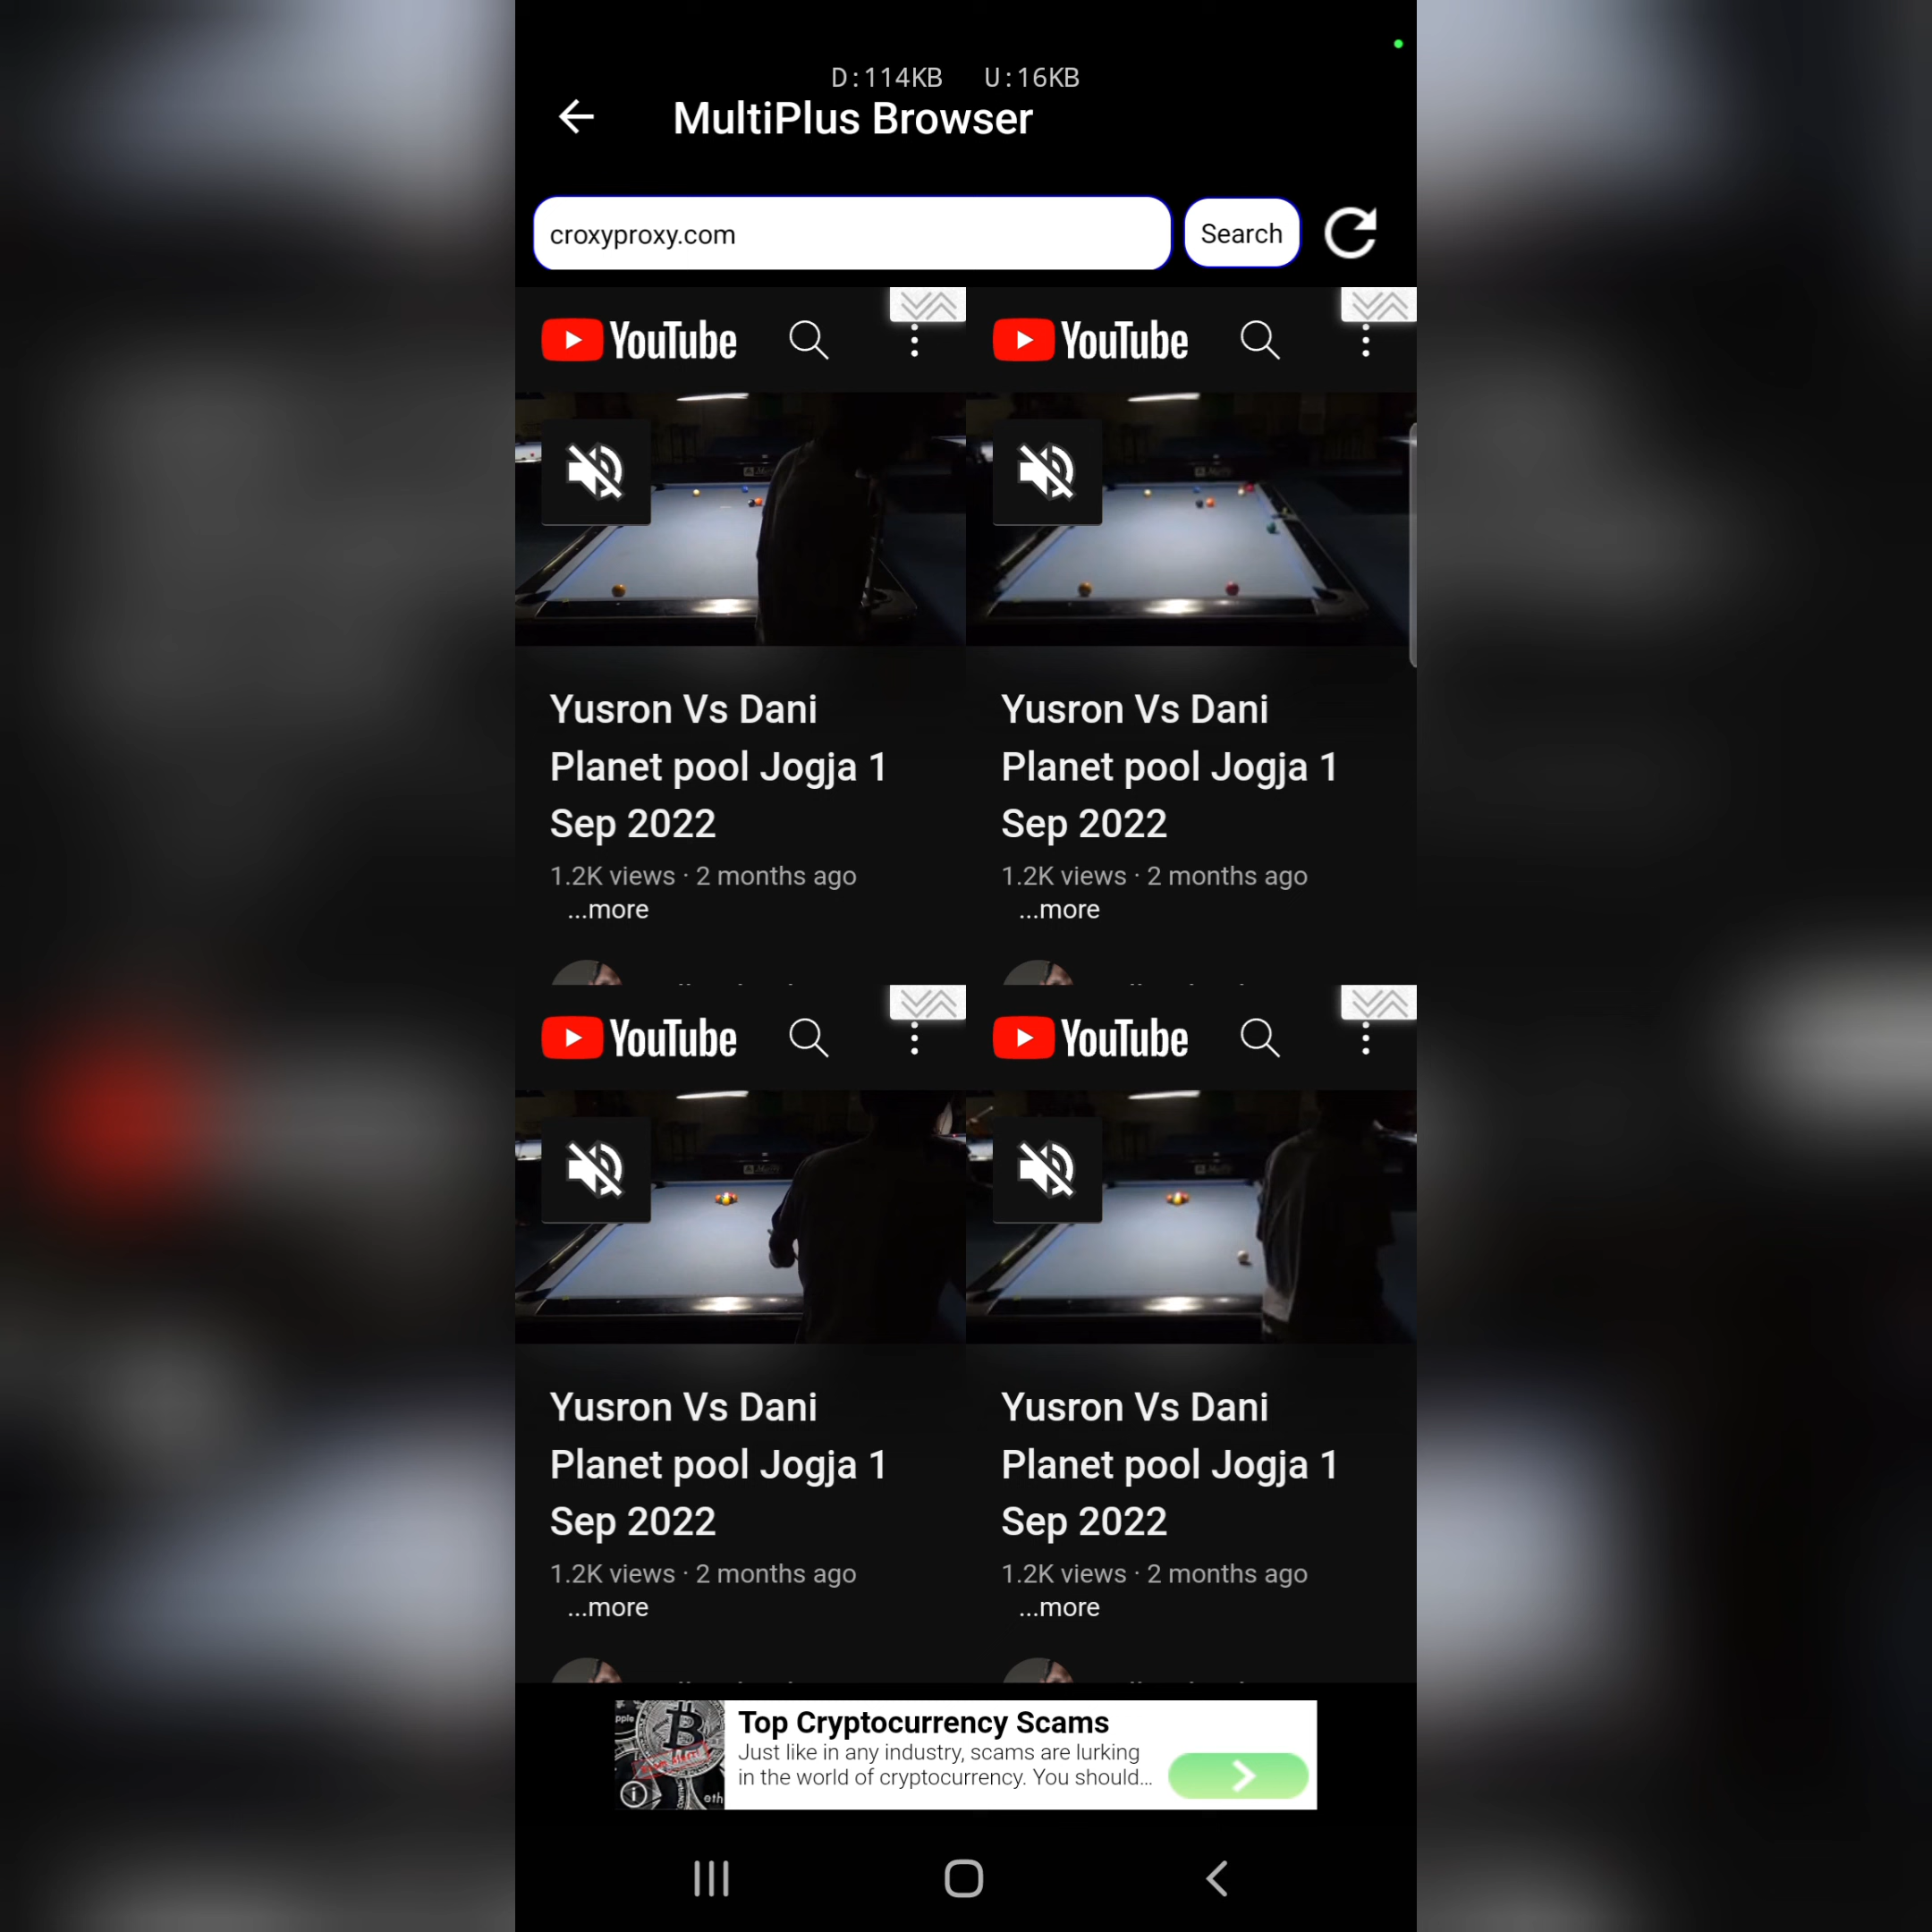 D:114KB U:16KB
MultiPlus Browser
croxyproxy.com
Search
YouTube
Yusron Vs Dani
Planet pool Jogja 1
Sep 2022
1.2K views · 2 months ago
...more
YouTube
Yusron Vs Dani
Planet pool Jogja 1
Sep 2022
1.2K views · 2 months ago
...more
YouTube
Yusron Vs Dani
Planet pool Jogja 1
Sep 2022
1.2K views · 2 months ago
...more
YouTube
Yusron Vs Dani
Planet pool Jogja 1
Sep 2022
1.2K views · 2 months ago
...more
Top Cryptocurrency Scams
Just like in any industry, scams are lurking
in the world of cryptocurrency. You should...